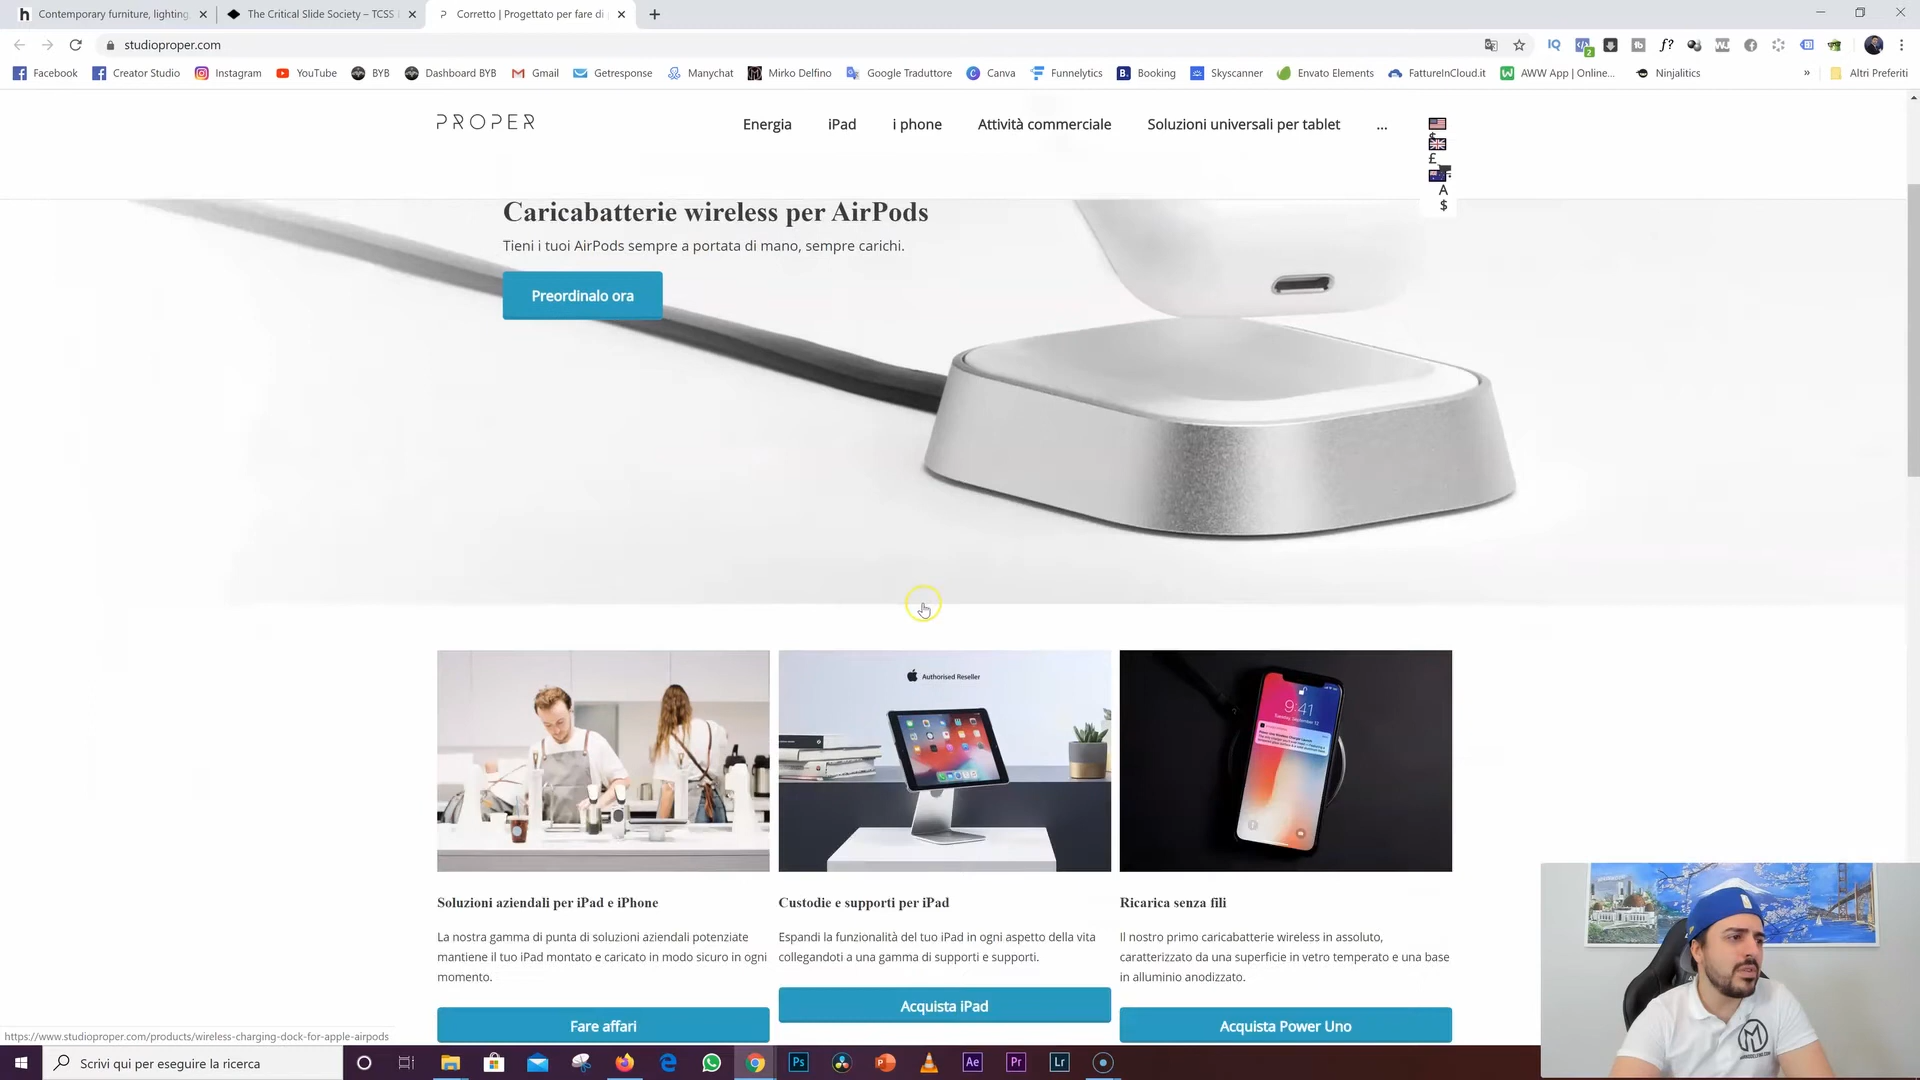 h Contemporary furniture, lighting
The Critical Slide Society – TCSS
P Corretto | Progettato per fare di
studioproper.com
Facebook Creator Studio Instagram YouTube BYB Dashboard BYB Gmail Getresponse Manychat Mirko Delfino Google Traduttore Canva Funnelytics Booking Skyscanner Envato Elements FattureInCloud.it AWW App | Online... Ninjalitics » Altri Preferiti
PROPER
Energia iPad i phone Attività commerciale Soluzioni universali per tablet ...
$
£
A
$
Caricabatterie wireless per AirPods
Tieni i tuoi AirPods sempre a portata di mano, sempre carichi.
Preordinalo ora
Authorised Reseller
9:41
Soluzioni aziendali per iPad e iPhone
La nostra gamma di punta di soluzioni aziendali potenziate
mantiene il tuo iPad montato e caricato in modo sicuro in ogni
momento.
Fare affari
Custodie e supporti per iPad
Espandi la funzionalità del tuo iPad in ogni aspetto della vita
collegandoti a una gamma di supporti e supporti.
Acquista iPad
Ricarica senza fili
Il nostro primo caricabatterie wireless in assoluto,
caratterizzato da una superficie in vetro temperato e una base
in alluminio anodizzato.
Acquista Power Uno
https://www.studioproper.com/products/wireless-charging-dock-for-apple-airpods
Scrivi qui per eseguire la ricerca
Ps Ae Pr Lr